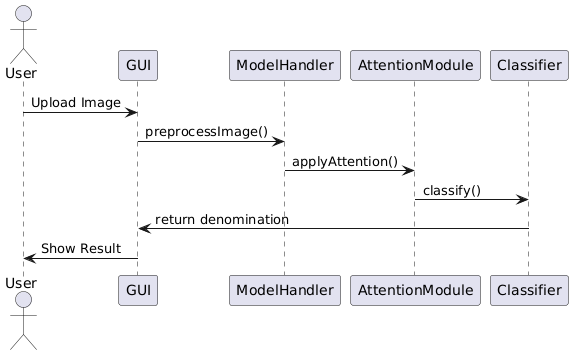 User
GUI
ModelHandler
AttentionModule
Classifier
Upload Image
preprocessImage()
applyAttention()
classify()
return denomination
Show Result
User
GUI
ModelHandler
AttentionModule
Classifier